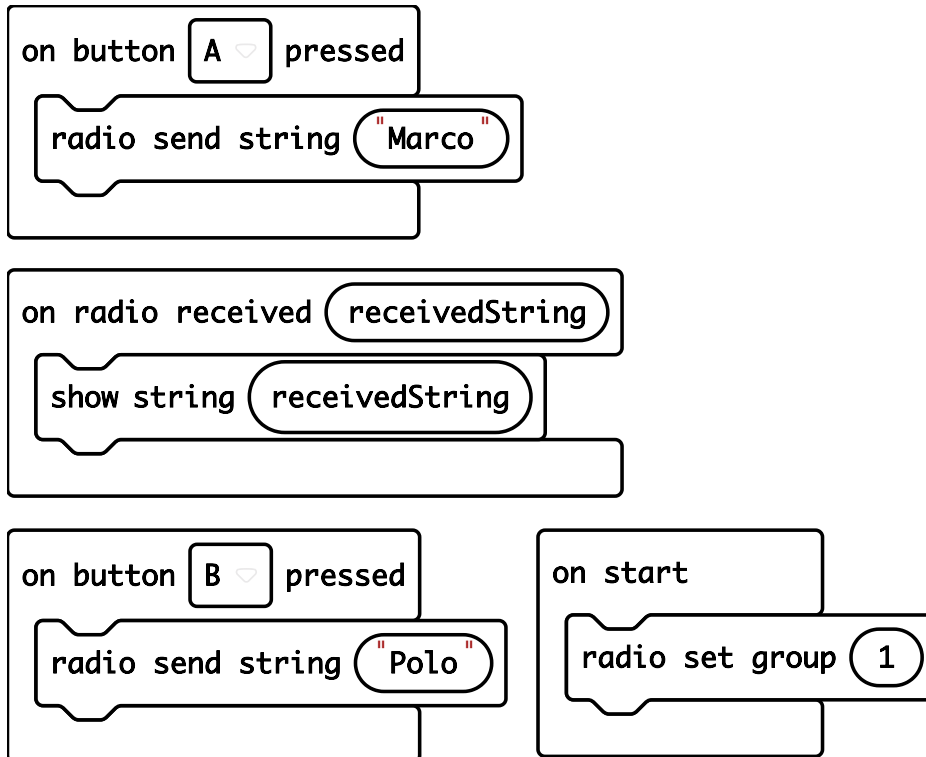 on button A pressed
radio send string "Marco"
on radio received receivedString
show string receivedString
on button B pressed
radio send string "Polo"
on start
radio set group 1